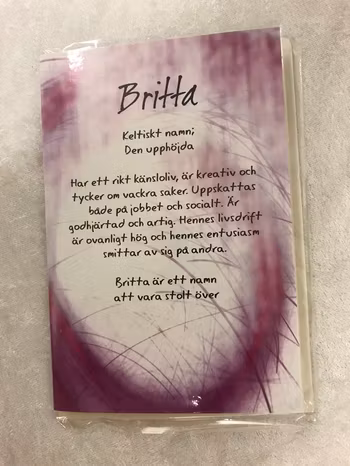 Britta
Keltiskt namn;
Den upphöjda
Har ett rikt känsloliv, är kreativ och
tycker om vackra saker. Uppskattas
både på jobbet och socialt. Är
godhjärtad och artig. Hennes livsdrift
är ovanligt hög och hennes entusiasm
smittar av sig på andra.
Britta är ett namn
att vara stolt över